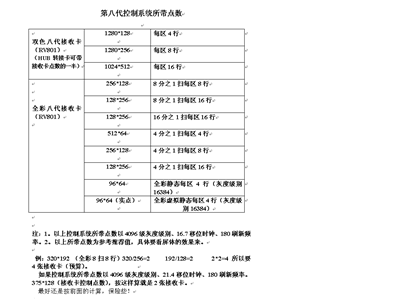 第八代控制系统所带点数
双色八代接收卡
（RV801）
（HUB 转接卡可带
接收卡点数的一半）
1280*128 每区 4 行
1280*256 每区 8 行
1024*512 每区 16 行
全彩八代接收卡
（RV801）
256*128 8 分之 1 扫每区 8 行
128*256 8 分之 1 扫每区 16 行
128*256 16 分之 1 扫每区 16 行
512*64 4 分之 1 扫每区 4 行
256*128 4 分之 1 扫每区 8 行
128*256 4 分之 1 扫每区 16 行
96*64 全彩静态每区 4 行（灰度级别
16384）
96*64（实点） 全彩虚拟静态每区 4 行（灰度级
别 16384）
注：1。以上控制系统所带点数以 4096 级灰度级别、16.7 移位时钟、180 刷新频
率。2。以上所带点数为参考推荐值，具体要看屏体的效果来。
例：320*192 （全彩 8 扫 8 行）320/256=2 192/128=2 2*2=4 所以要
4 张接收卡（预算）。
如果控制系统所带点数以 4096 级灰度级别、21.4 移位时钟、180 刷新频率。
375*128（接收卡控制点数），按这样算就是 2 张接收卡。
最好还是按前面的计算，保险些！